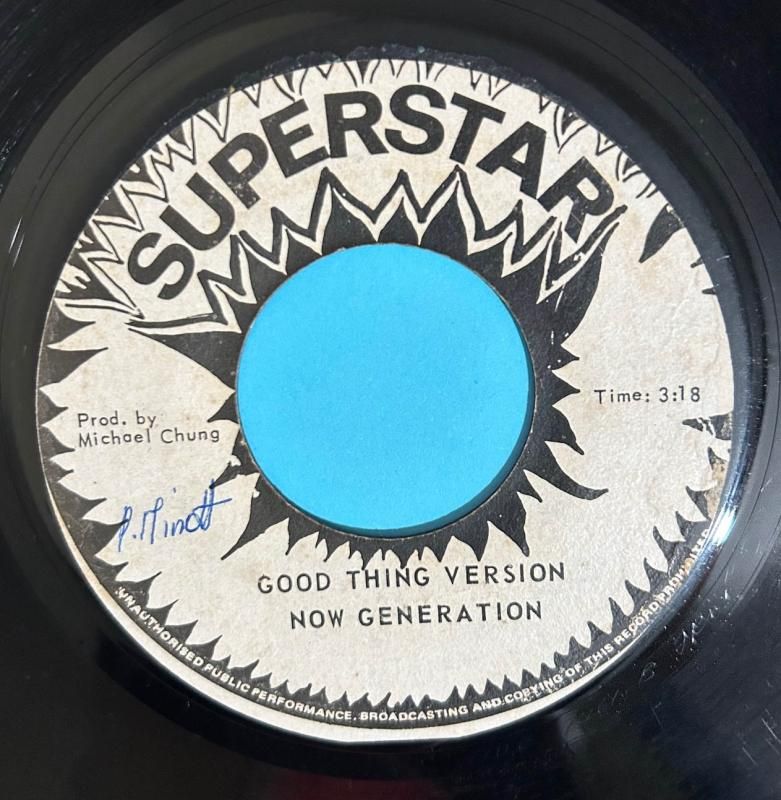 SUPERSTAR
Prod. by
Michael Chung
Time: 3:18
P. Minott
GOOD THING VERSION
NOW GENERATION
UNAUTHORISED PUBLIC PERFORMANCE, BROADCASTING AND COPYING OF THIS RECORD PROHIBITED